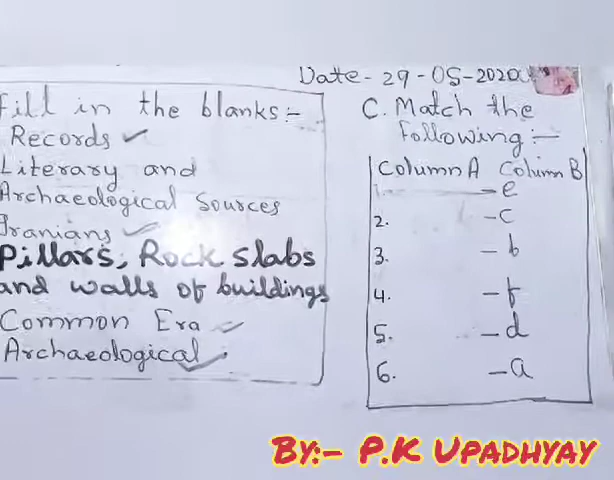 Date - 29 - 05 - 2020
Fill in the blanks:-
Records ✓
Literary and
Archaeological Sources
Iranians ✓
Pillars, Rock slabs
and walls of buildings
Common Era ✓
Archaeological ✓
C. Match the
Following :-
Column A Column B
1. - e
2. - c
3. - b
4. - f
5. - d
6. - a
By:- P.K Upadhyay